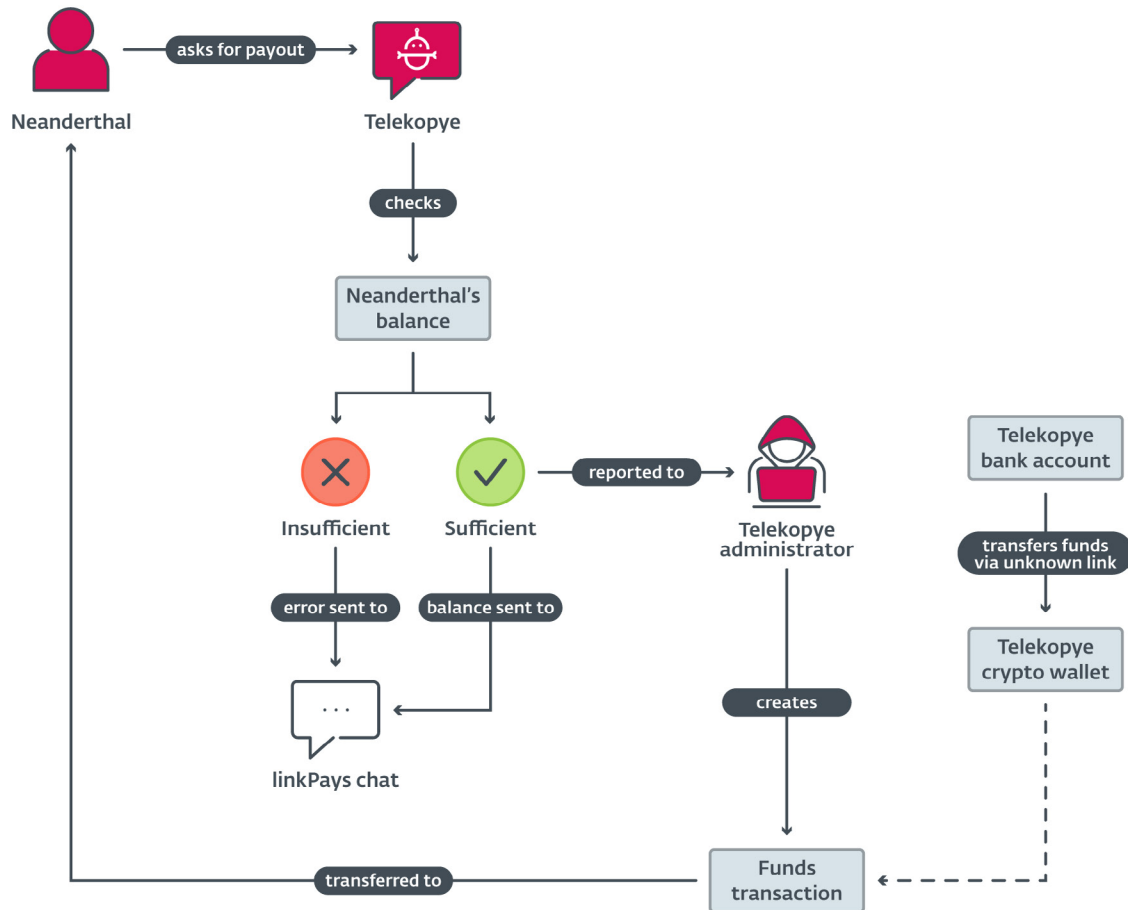 asks for payout
Neanderthal
Telekopye
checks
Neanderthal's
balance
Insufficient
Sufficient
reported to
Telekopye
administrator
Telekopye
bank account
transfers funds
via unknown link
error sent to
balance sent to
Telekopye
crypto wallet
creates
...
linkPays chat
Funds
transaction
transferred to